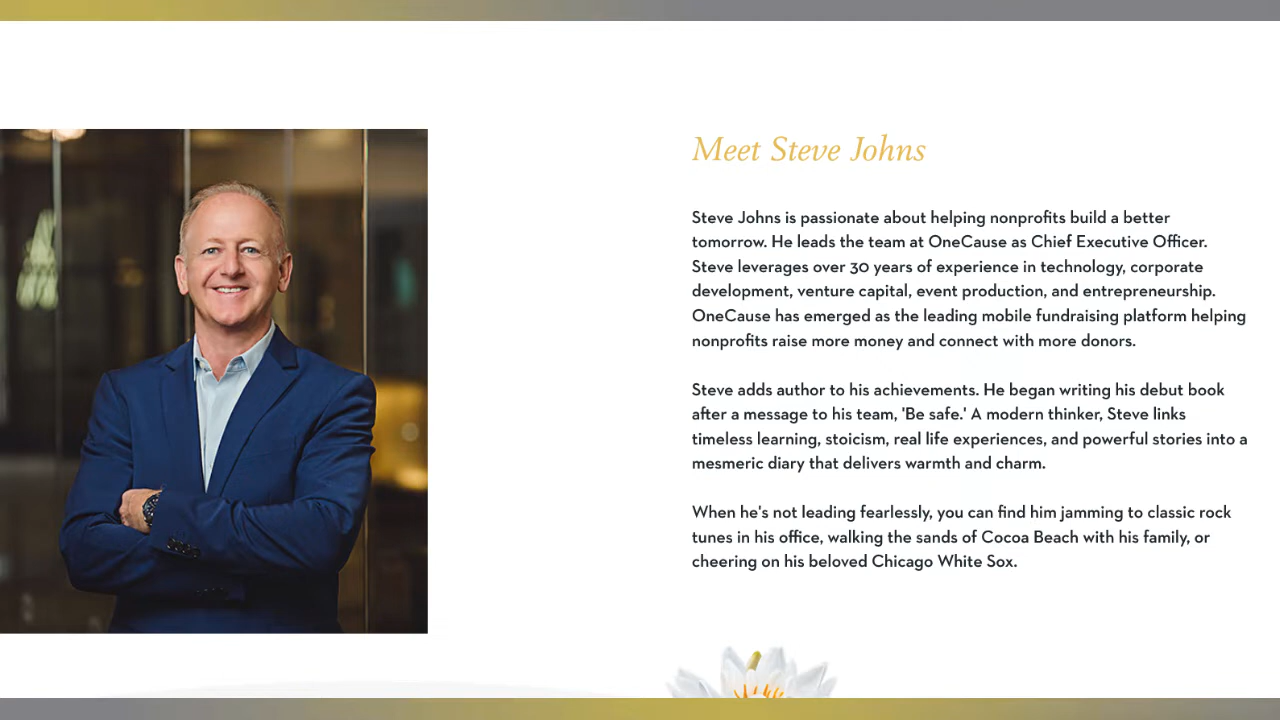 Meet Steve Johns
Steve Johns is passionate about helping nonprofits build a better
tomorrow. He leads the team at OneCause as Chief Executive Officer.
Steve leverages over 30 years of experience in technology, corporate
development, venture capital, event production, and entrepreneurship.
OneCause has emerged as the leading mobile fundraising platform helping
nonprofits raise more money and connect with more donors.
Steve adds author to his achievements. He began writing his debut book
after a message to his team, 'Be safe.' A modern thinker, Steve links
timeless learning, stoicism, real life experiences, and powerful stories into a
mesmeric diary that delivers warmth and charm.
When he's not leading fearlessly, you can find him jamming to classic rock
tunes in his office, walking the sands of Cocoa Beach with his family, or
cheering on his beloved Chicago White Sox.